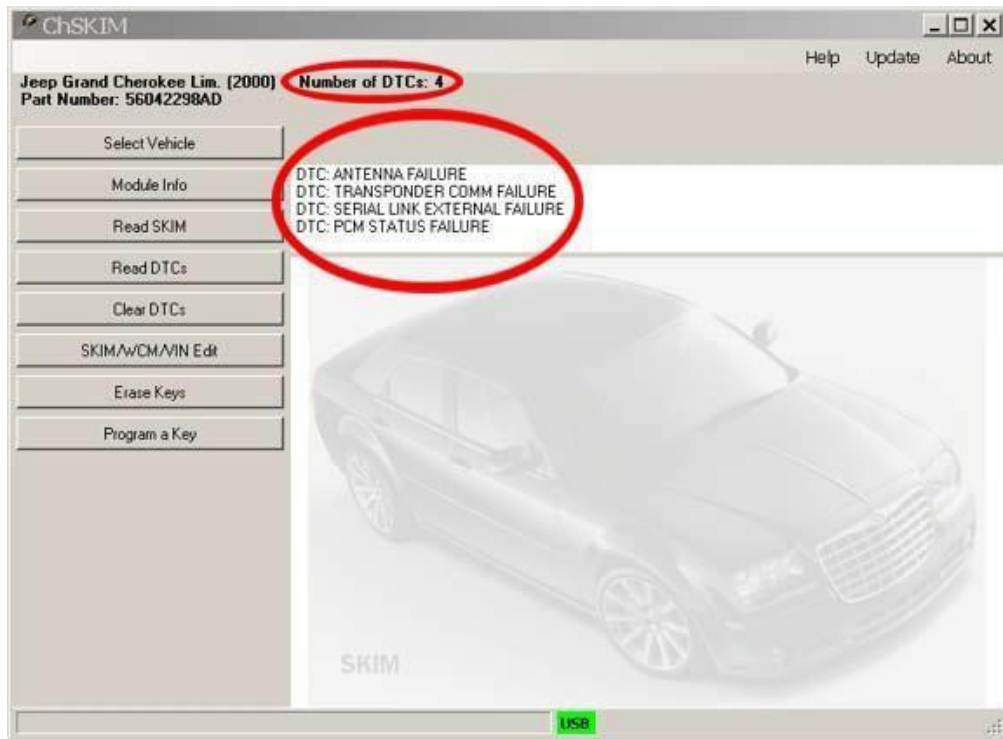 ChSKIM
Help Update About
Jeep Grand Cherokee Lim. (2000) Number of DTCs: 4
Part Number: 56042298AD
Select Vehicle
Module Info
Read SKIM
Read DTCs
Clear DTCs
SKIM/WCM/VIN Edit
Erase Keys
Program a Key
DTC: ANTENNA FAILURE
DTC: TRANSPONDER COMM FAILURE
DTC: SERIAL LINK EXTERNAL FAILURE
DTC: PCM STATUS FAILURE
SKIM
USB